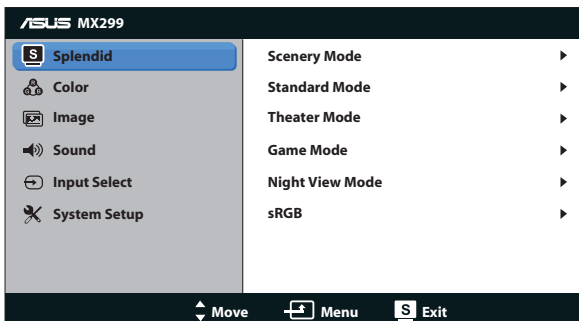 ASUS MX299
S Splendid
Color
Image
Sound
Input Select
System Setup
Scenery Mode
Standard Mode
Theater Mode
Game Mode
Night View Mode
sRGB
Move Menu S Exit